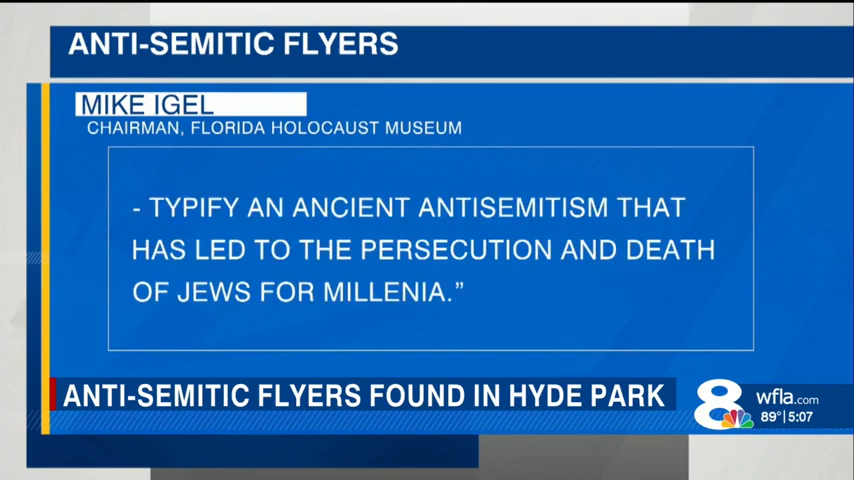 ANTI-SEMITIC FLYERS
MIKE IGEL
CHAIRMAN, FLORIDA HOLOCAUST MUSEUM
- TYPIFY AN ANCIENT ANTISEMITISM THAT
HAS LED TO THE PERSECUTION AND DEATH
OF JEWS FOR MILLENIA.”
ANTI-SEMITIC FLYERS FOUND IN HYDE PARK
8
wfla.com
89° | 5:07